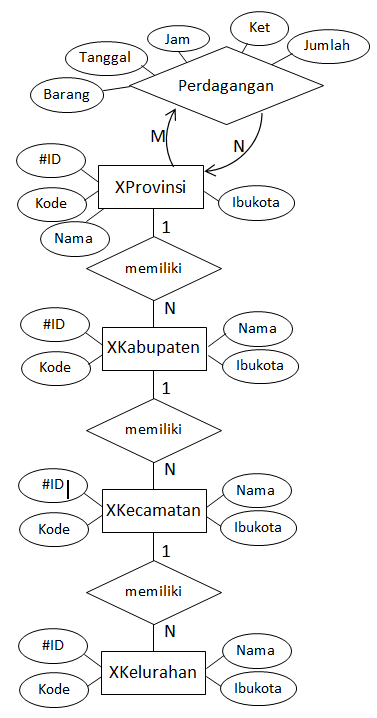 Ket
Jam
Jumlah
Tanggal
Perdagangan
Barang
M
N
#ID
XProvinsi
Kode
Ibukota
Nama
1
memiliki
N
#ID
Nama
XKabupaten
Kode
Ibukota
1
memiliki
N
#ID
Nama
XKecamatan
Kode
Ibukota
1
memiliki
N
#ID
Nama
XKelurahan
Kode
Ibukota